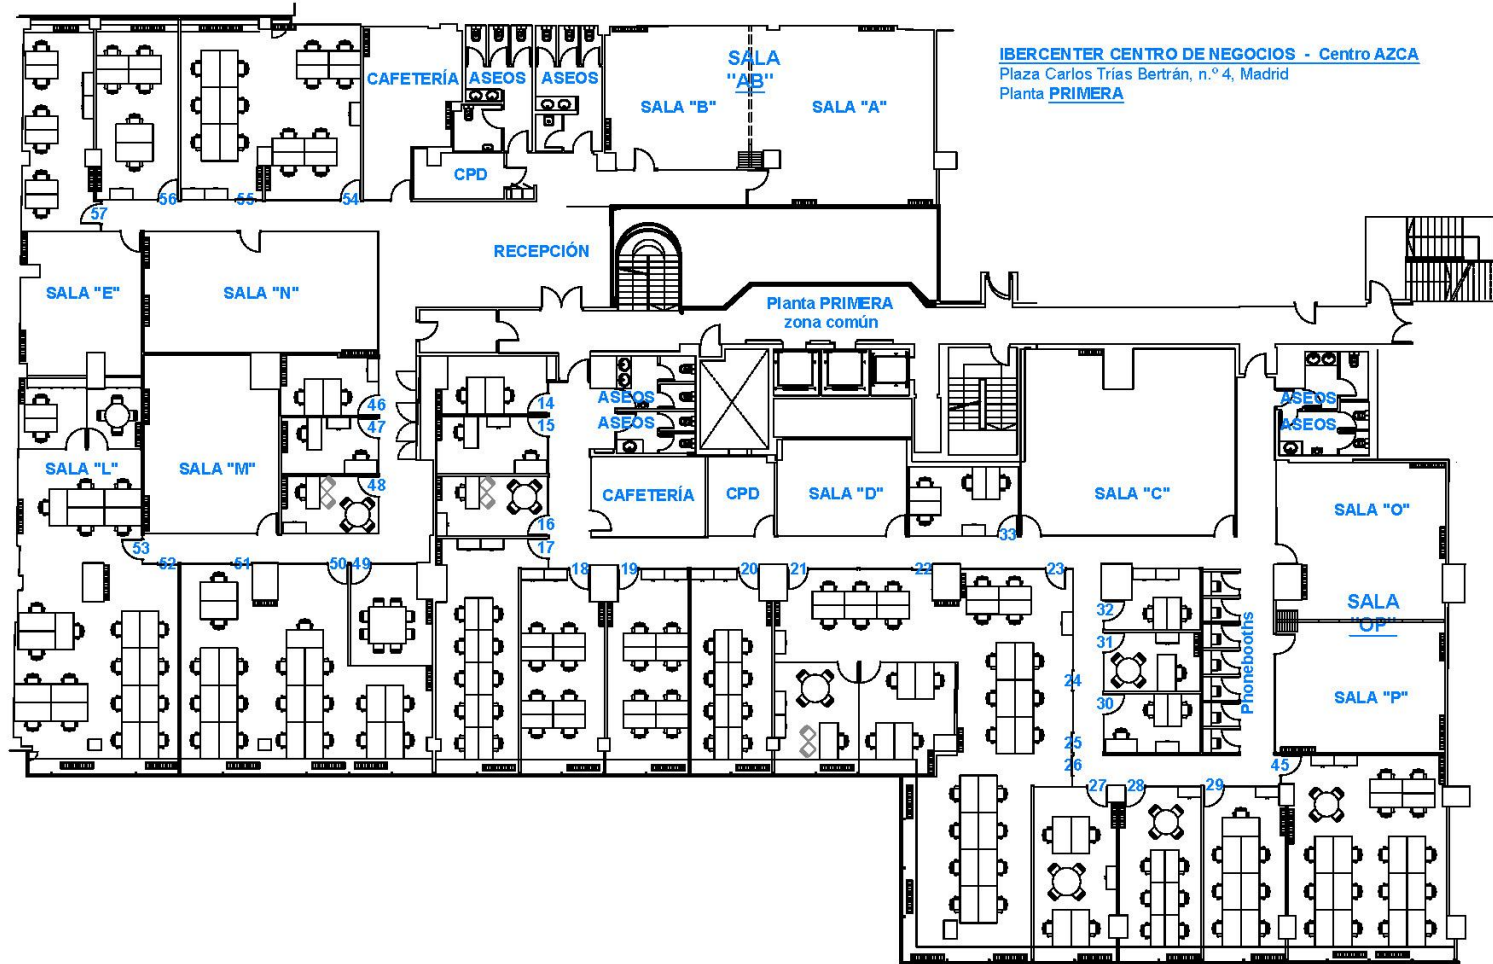 IBERCENTER CENTRO DE NEGOCIOS - Centro AZCA
Plaza Carlos Trías Bertrán, n.º 4, Madrid
Planta PRIMERA
CAFETERÍA
ASEOS
ASEOS
SALA
"AB"
SALA "B"
SALA "A"
CPD
57
56
55
54
RECEPCIÓN
SALA "E"
SALA "N"
Planta PRIMERA
zona común
46
47
48
14
15
16
17
ASEOS
ASEOS
ASEOS
ASEOS
SALA "L"
SALA "M"
CAFETERÍA
CPD
SALA "D"
SALA "C"
SALA "O"
33
53
52
51
50
49
18
19
20
21
22
23
32
31
30
24
25
26
Phonebooths
SALA
"OP"
SALA "P"
27
28
29
45